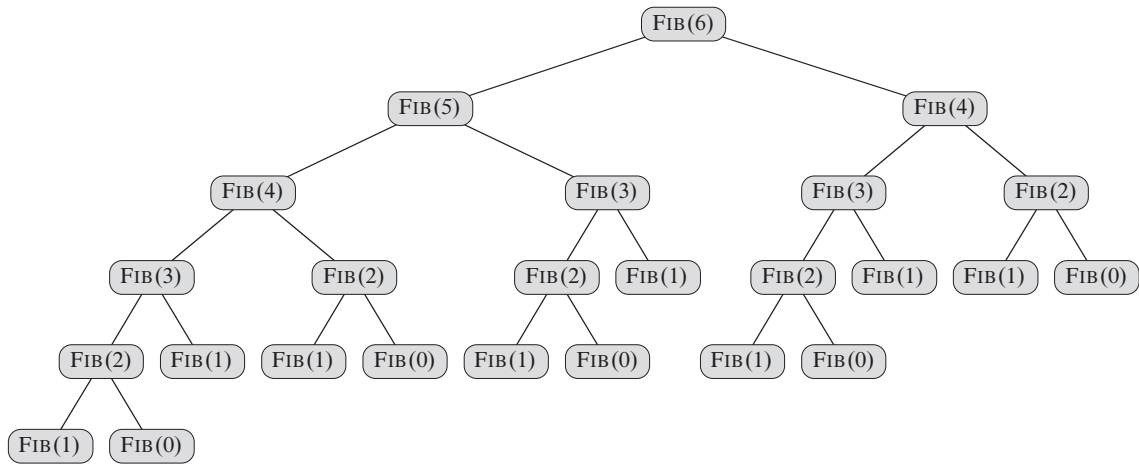 FIB(6)
FIB(5) FIB(4)
FIB(4) FIB(3) FIB(3) FIB(2)
FIB(3) FIB(2) FIB(2) FIB(1) FIB(2) FIB(1) FIB(1) FIB(0)
FIB(2) FIB(1) FIB(1) FIB(0) FIB(1) FIB(0) FIB(1) FIB(0)
FIB(1) FIB(0)